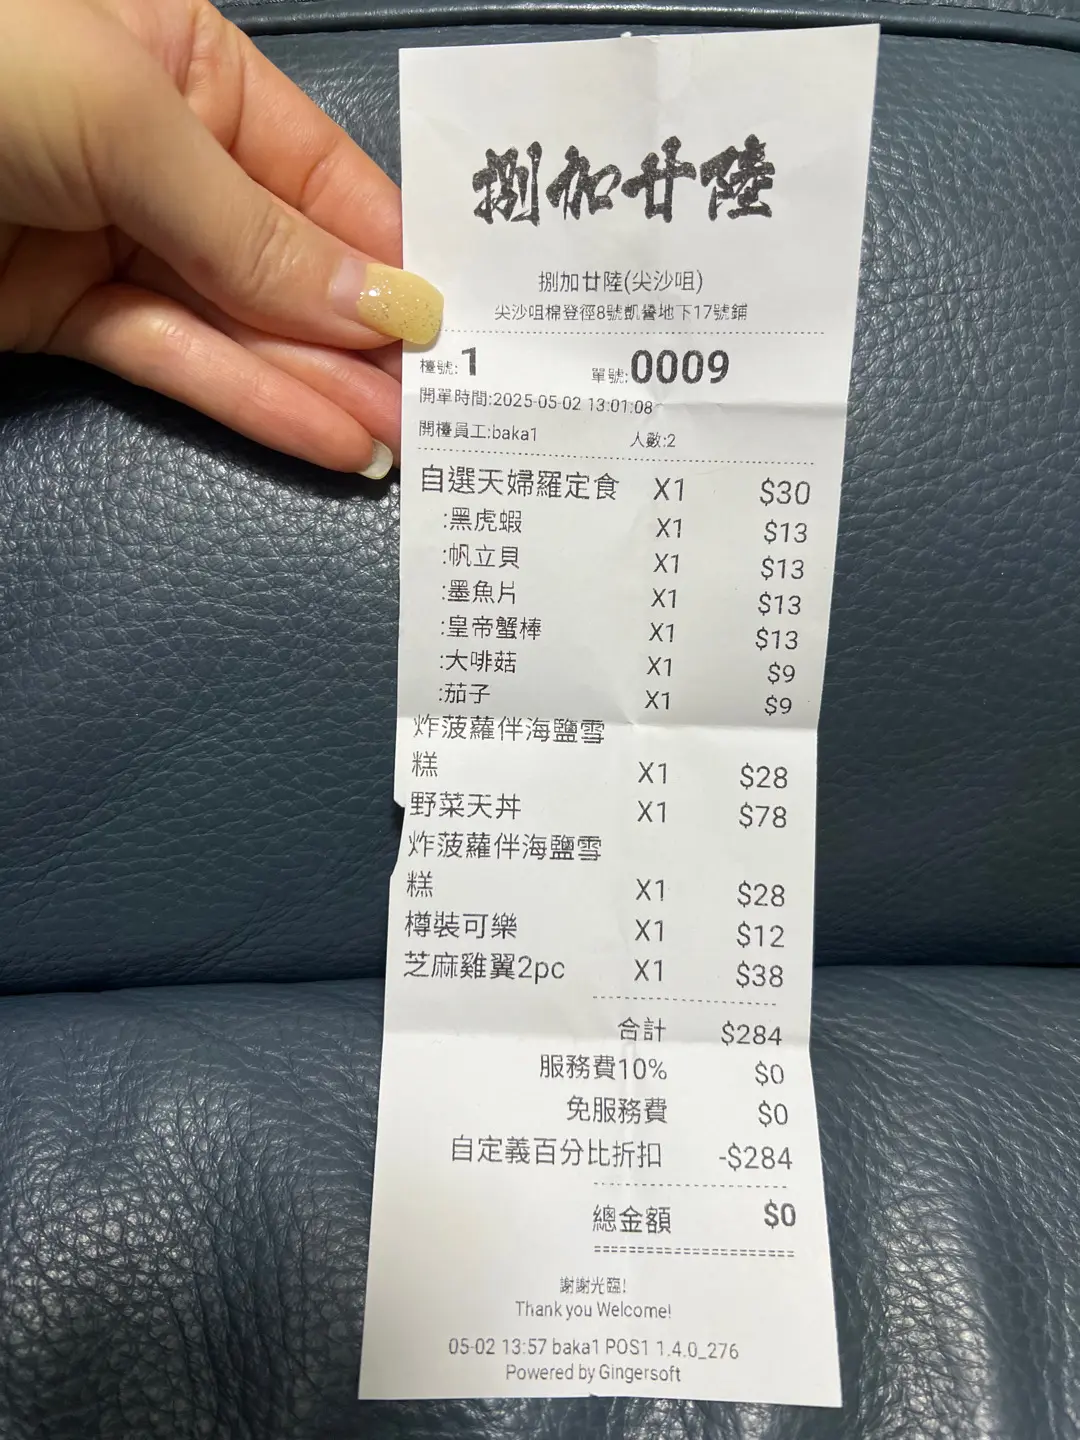 捌加廿陸
捌加廿陸(尖沙咀)
尖沙咀棉登徑8號凱譽地下17號鋪
檯號:1 單號:0009
開單時間:2025-05-02 13:01:08
開檯員工:baka1 人數:2
自選天婦羅定食 X1 $30
:黑虎蝦 X1 $13
:帆立貝 X1 $13
:墨魚片 X1 $13
:皇帝蟹棒 X1 $13
:大啡菇 X1 $9
:茄子 X1 $9
炸菠蘿伴海鹽雪
糕 X1 $28
野菜天丼 X1 $78
炸菠蘿伴海鹽雪
糕 X1 $28
樽裝可樂 X1 $12
芝麻雞翼2pc X1 $38
合計 $284
服務費10% $0
免服務費 $0
自定義百分比折扣 -$284
總金額 $0
謝謝光臨!
Thank you Welcome!
05-02 13:57 baka1 POS1 1.4.0_276
Powered by Gingersoft